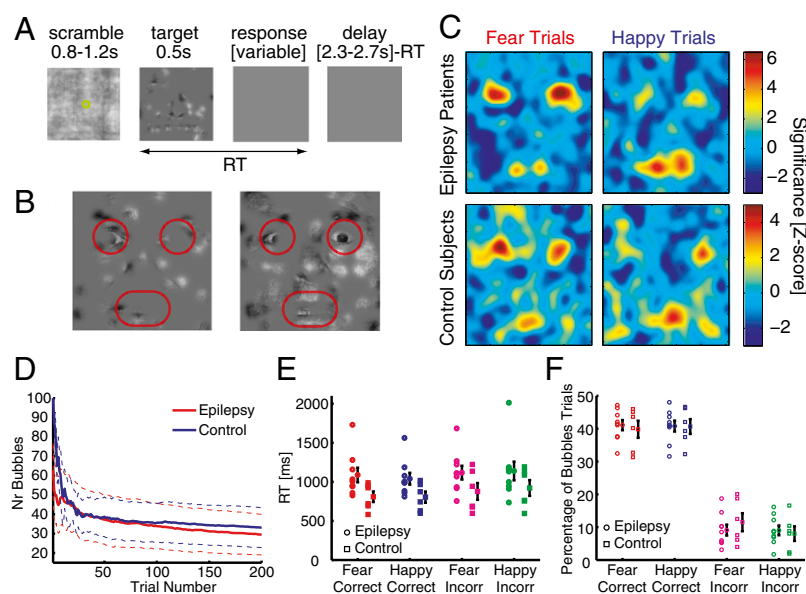 A
scramble
0.8-1.2s
target
0.5s
response
[variable]
delay
[2.3-2.7s]-RT
RT
B
C
Fear Trials
Happy Trials
Epilepsy Patients
Control Subjects
6
4
2
0
−2
4
2
0
−2
Significance [Z-score]
D
100
90
80
70
60
50
40
30
20
Nr Bubbles
Epilepsy
Control
50
100
150
200
Trial Number
E
2000
1500
1000
500
0
RT [ms]
Epilepsy
Control
Fear
Correct
Happy
Correct
Fear
Incorr
Happy
Incorr
F
50
40
30
20
10
0
Percentage of Bubbles Trials
Epilepsy
Control
Fear
Correct
Happy
Correct
Fear
Incorr
Happy
Incorr